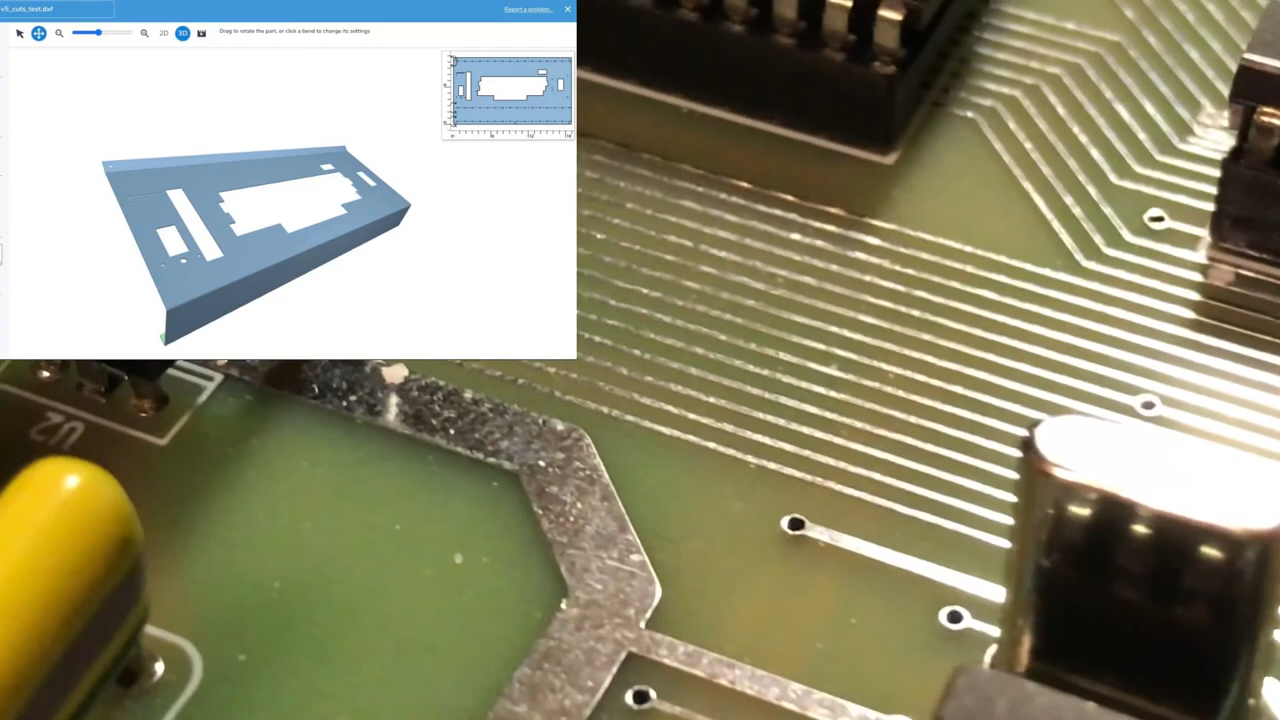 v5_cuts_test.dxf
Report a problem...
2D
3D
Drag to rotate the part, or click a bend to change its settings
U2